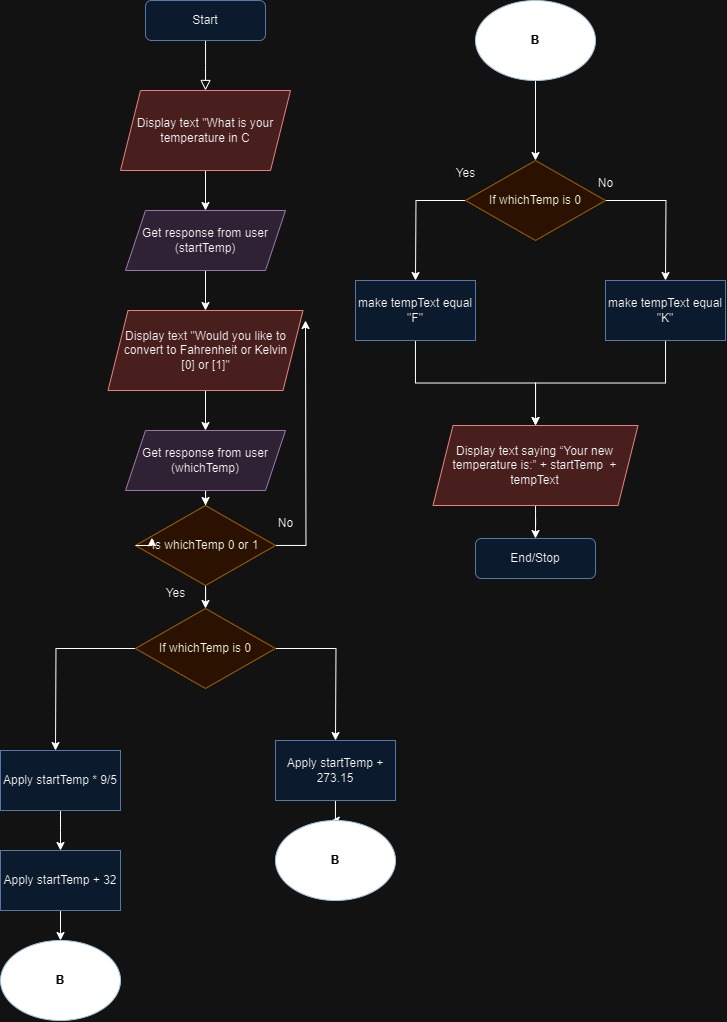 Start
Display text "What is your
temperature in C
Get response from user
(startTemp)
Display text "Would you like to
convert to Fahrenheit or Kelvin
[0] or [1]"
Get response from user
(whichTemp)
Is whichTemp 0 or 1
No
Yes
If whichTemp is 0
Apply startTemp * 9/5
Apply startTemp + 32
B
Apply startTemp +
273.15
B
B
If whichTemp is 0
Yes
No
make tempText equal
"F"
make tempText equal
"K"
Display text saying “Your new
temperature is:” + startTemp +
tempText
End/Stop